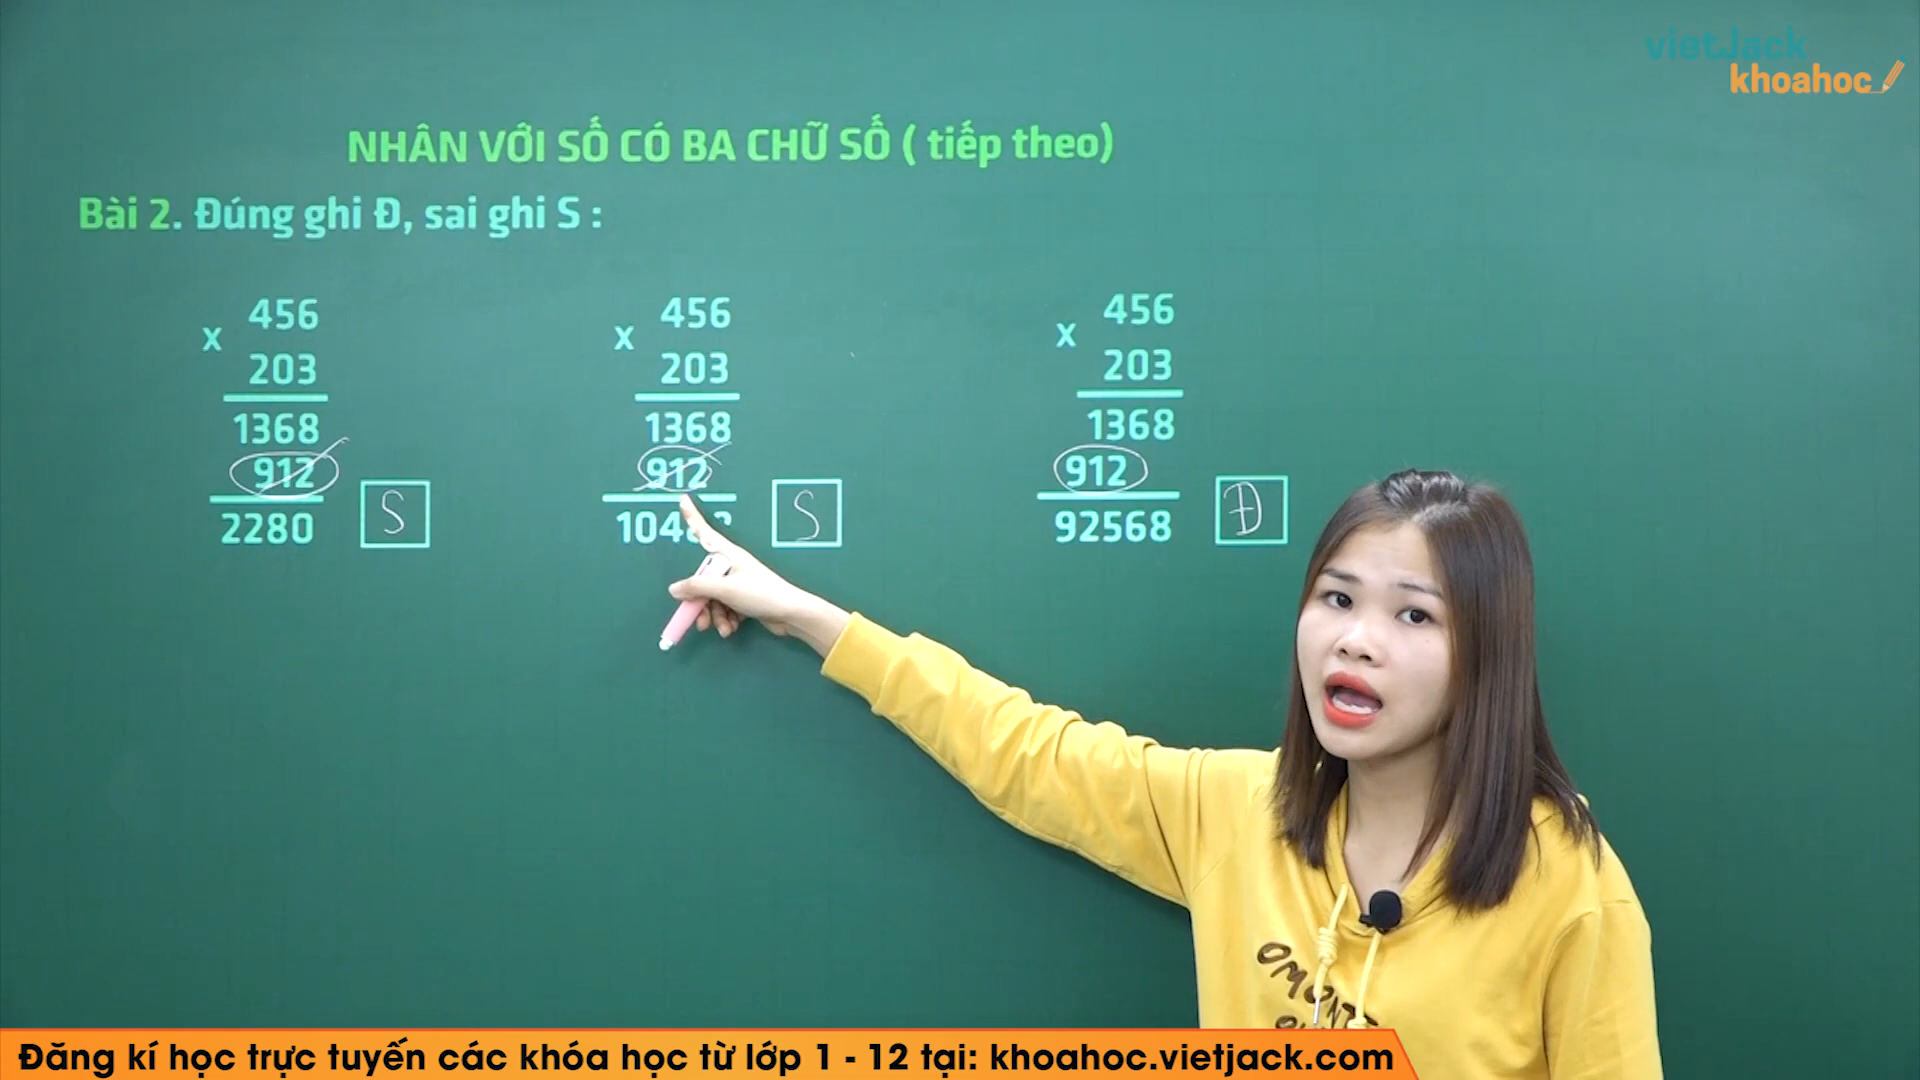 vietJack
khoahoc
NHÂN VỚI SỐ CÓ BA CHỮ SỐ ( tiếp theo)
Bài 2. Đúng ghi Đ, sai ghi S :
456
x
203
1368
912
2280
S
456
x
203
1368
912
S
456
x
203
1368
912
92568
Đ
Đăng kí học trực tuyến các khóa học từ lớp 1 - 12 tại: khoahoc.vietjack.com